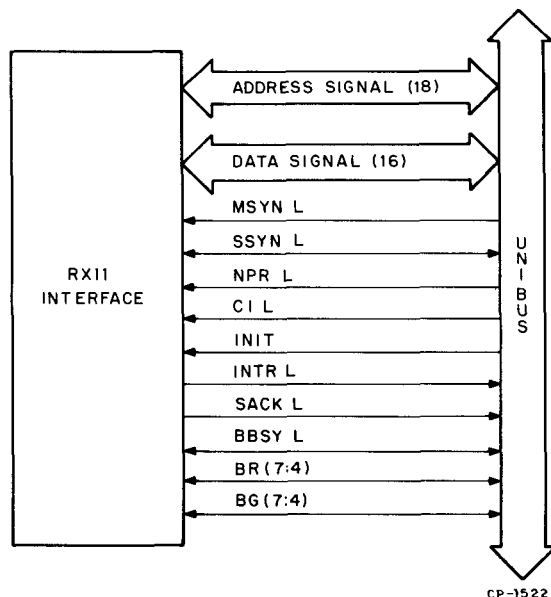 ADDRESS SIGNAL (18)
DATA SIGNAL (16)
MSYN L
SSYN L
NPR L
CI L
INIT
INTR L
SACK L
BBSY L
BR (7:4)
BG (7:4)
RX11
INTERFACE
UNIBUS
CP-1522